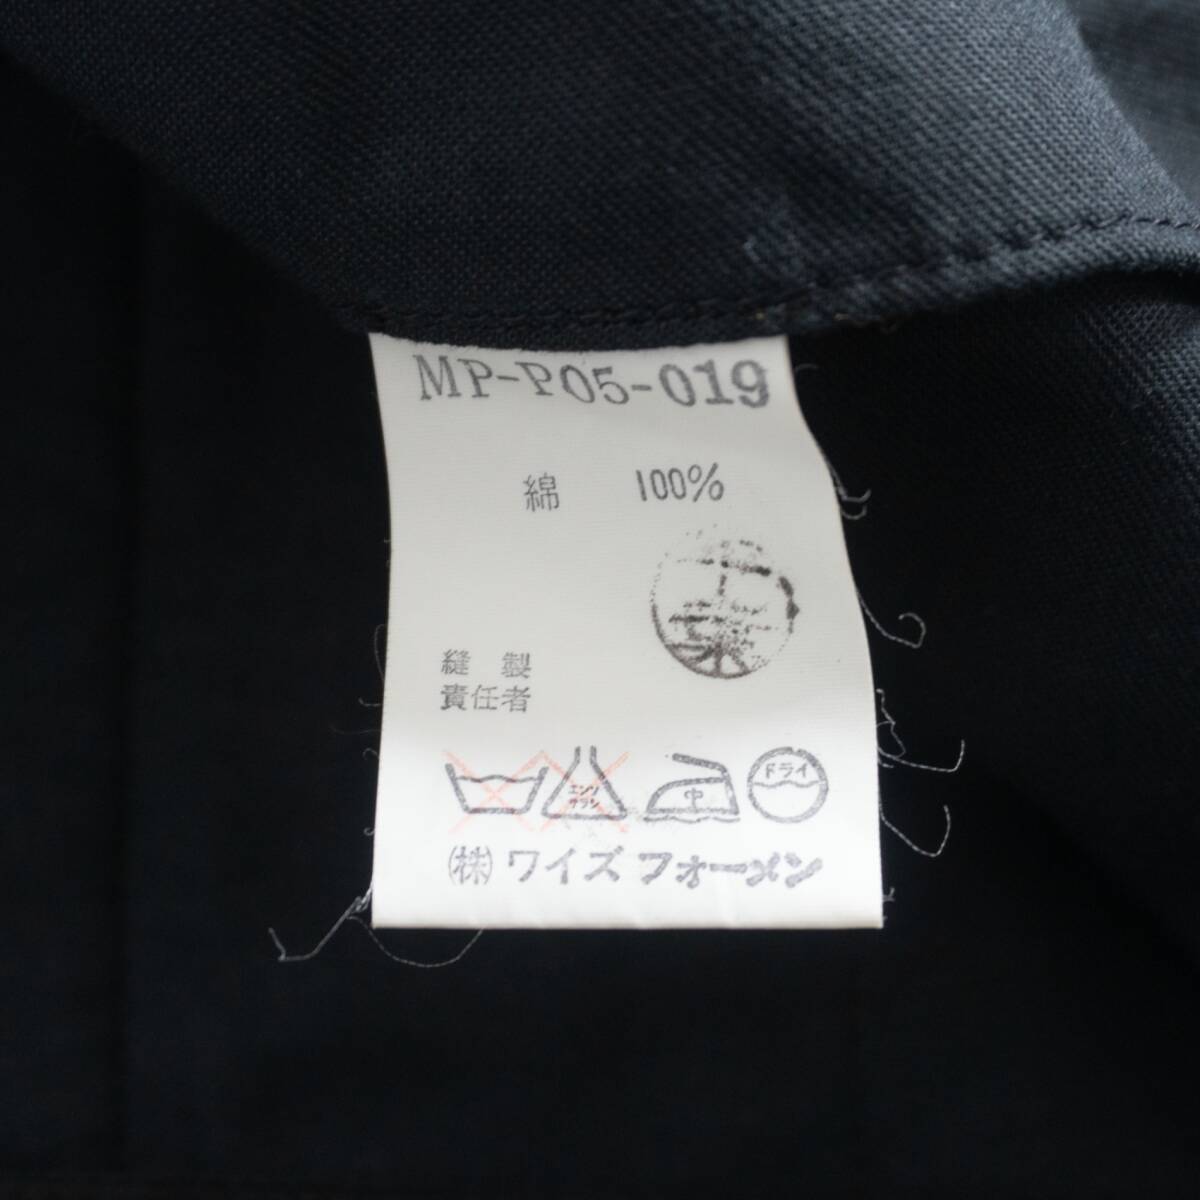 MP-P05-019
綿 100%
縫製
責任者
エンソ
サラシ
中
ドライ
(株)ワイズフォーメン